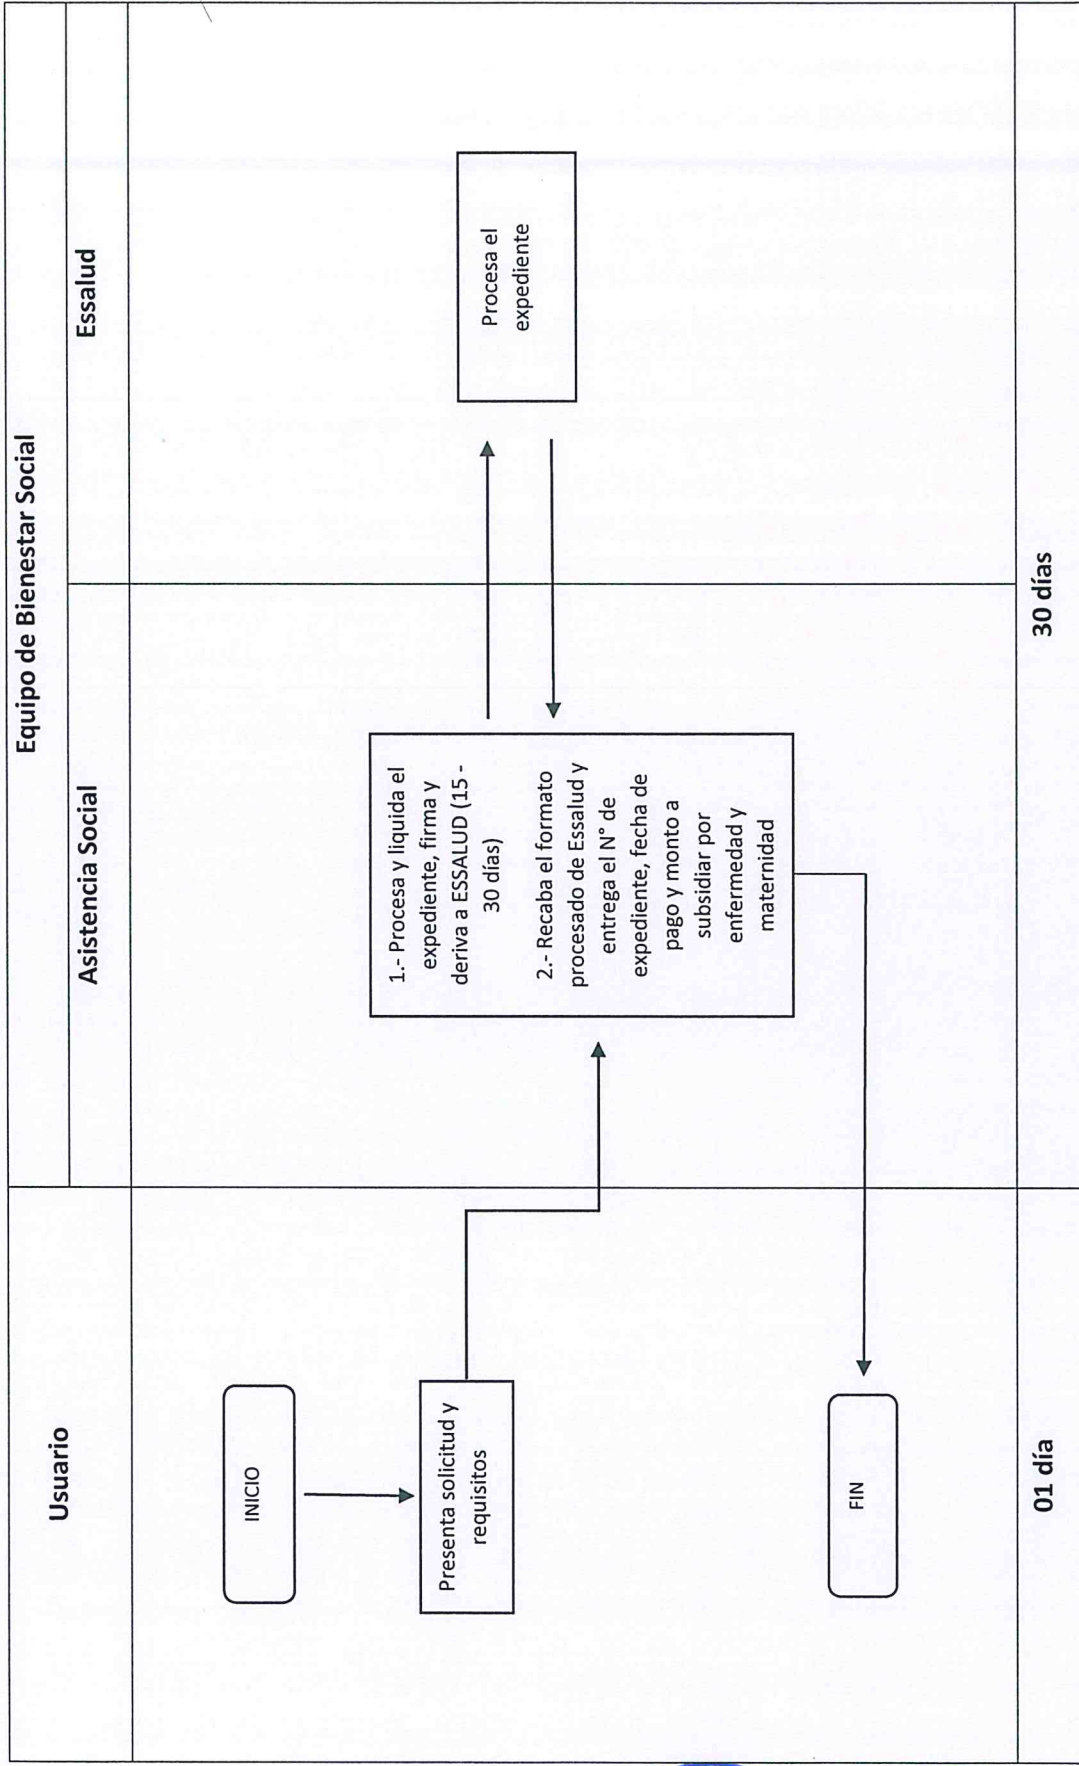 Equipo de Bienestar Social
Usuario
Asistencia Social
Essalud
INICIO
Presenta solicitud y
requisitos
1.- Procesa y liquida el
expediente, firma y
deriva a ESSALUD (15 -
30 días)
2.- Recaba el formato
procesado de Essalud y
entrega el N° de
expediente, fecha de
pago y monto a
subsidiar por
enfermedad y
maternidad
Procesa el
expediente
FIN
01 día
30 días